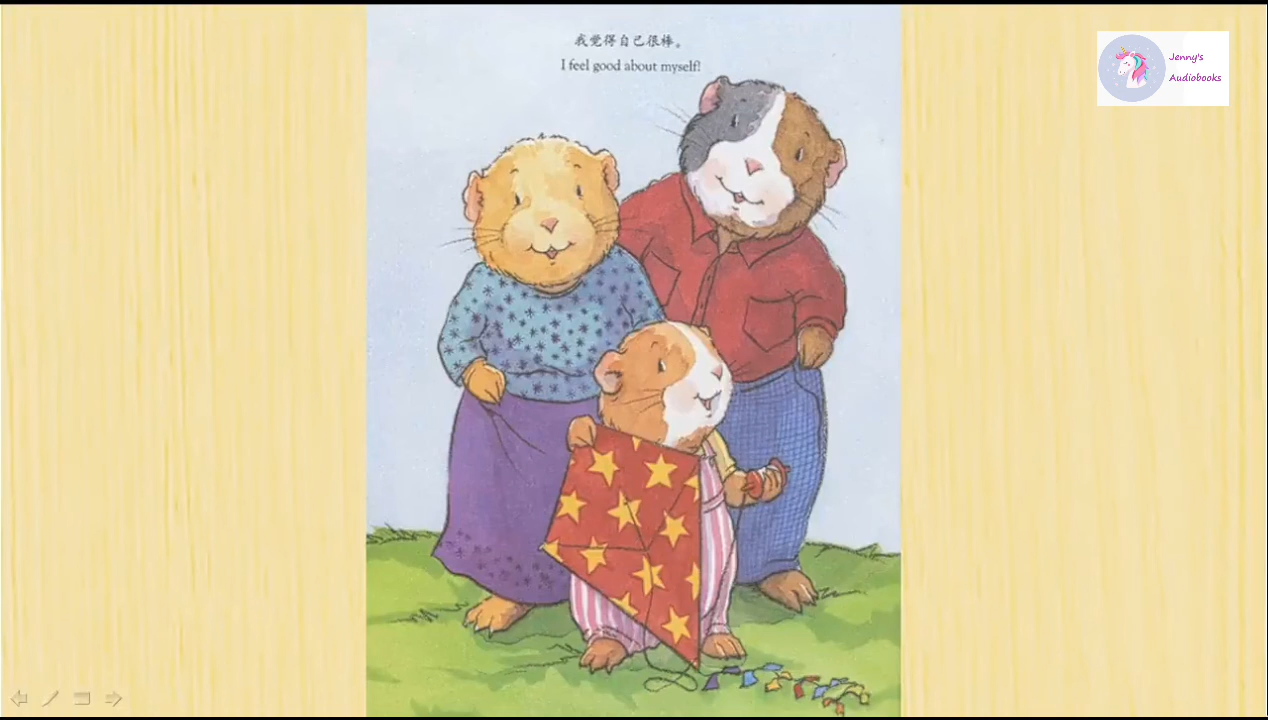 我觉得自己很棒。
I feel good about myself!
Jenny's
Audiobooks